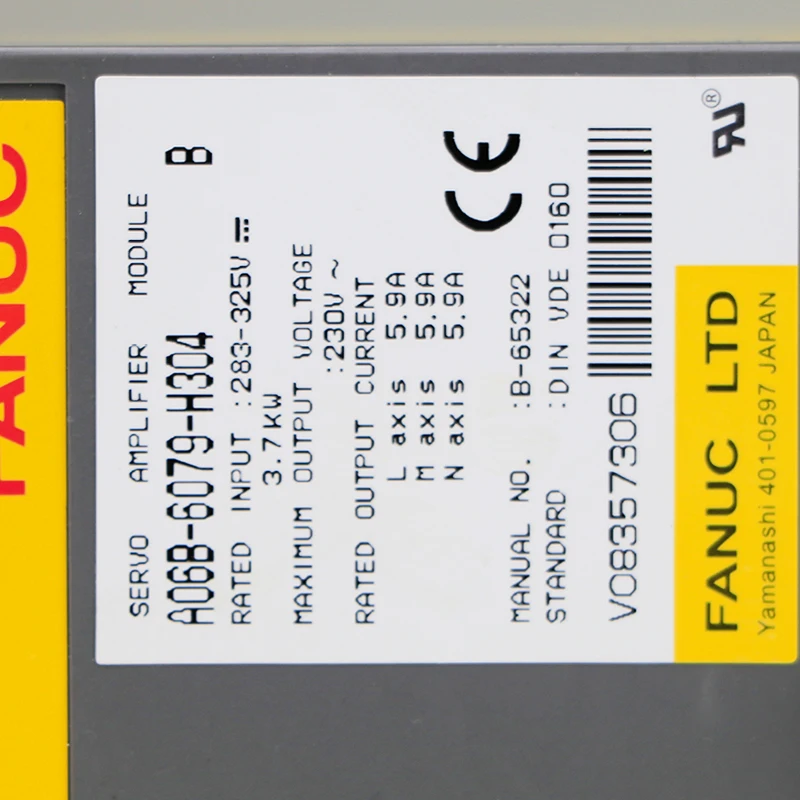 FANUC
SERVO AMPLIFIER MODULE
A06B-6079-H304 B
RATED INPUT :283-325V ⎓
3.7KW
MAXIMUM OUTPUT VOLTAGE
:230V ~
RATED OUTPUT CURRENT
L axis 5.9A
M axis 5.9A
N axis 5.9A
CE
MANUAL NO. :B-65322
STANDARD :DIN VDE 0160
V08357306
RU®
FANUC LTD
Yamanashi 401-0597 JAPAN